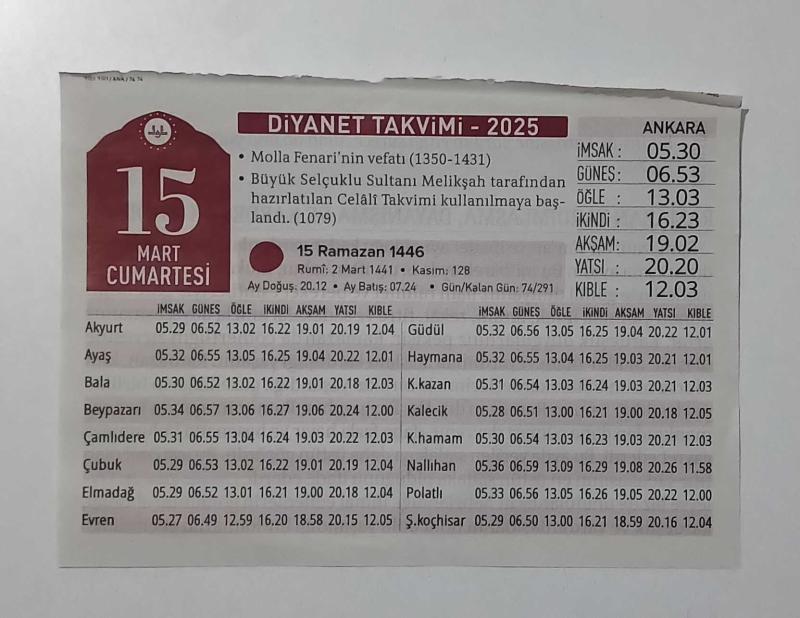 DİYANET TAKVİMİ - 2025
15
MART
CUMARTESİ
• Molla Fenari'nin vefatı (1350-1431)
• Büyük Selçuklu Sultanı Melikşah tarafından
hazırlatılan Celâlî Takvimi kullanılmaya baş-
landı. (1079)
15 Ramazan 1446
Rumî: 2 Mart 1441 • Kasım: 128
Ay Doğuş: 20.12 • Ay Batış: 07.24 • Gün/Kalan Gün: 74/291
ANKARA
İMSAK : 05.30
GÜNEŞ: 06.53
ÖĞLE : 13.03
İKİNDİ : 16.23
AKŞAM: 19.02
YATSI : 20.20
KIBLE : 12.03
İMSAK GÜNEŞ ÖĞLE İKİNDİ AKŞAM YATSI KIBLE
Akyurt 05.29 06.52 13.02 16.22 19.01 20.19 12.04
Ayaş 05.32 06.55 13.05 16.25 19.04 20.22 12.01
Bala 05.30 06.52 13.02 16.22 19.01 20.18 12.03
Beypazarı 05.34 06.57 13.06 16.27 19.06 20.24 12.00
Çamlıdere 05.31 06.55 13.04 16.24 19.03 20.22 12.03
Çubuk 05.29 06.53 13.02 16.22 19.01 20.19 12.04
Elmadağ 05.29 06.52 13.01 16.21 19.00 20.18 12.04
Evren 05.27 06.49 12.59 16.20 18.58 20.15 12.05
İMSAK GÜNEŞ ÖĞLE İKİNDİ AKŞAM YATSI KIBLE
Güdül 05.32 06.56 13.05 16.25 19.04 20.22 12.01
Haymana 05.32 06.55 13.04 16.25 19.03 20.21 12.01
K.kazan 05.31 06.54 13.03 16.24 19.03 20.21 12.03
Kalecik 05.28 06.51 13.00 16.21 19.00 20.18 12.05
K.hamam 05.30 06.54 13.03 16.23 19.03 20.21 12.03
Nallıhan 05.36 06.59 13.09 16.29 19.08 20.26 11.58
Polatlı 05.33 06.56 13.05 16.26 19.05 20.22 12.00
Ş.koçhisar 05.29 06.50 13.00 16.21 18.59 20.16 12.04